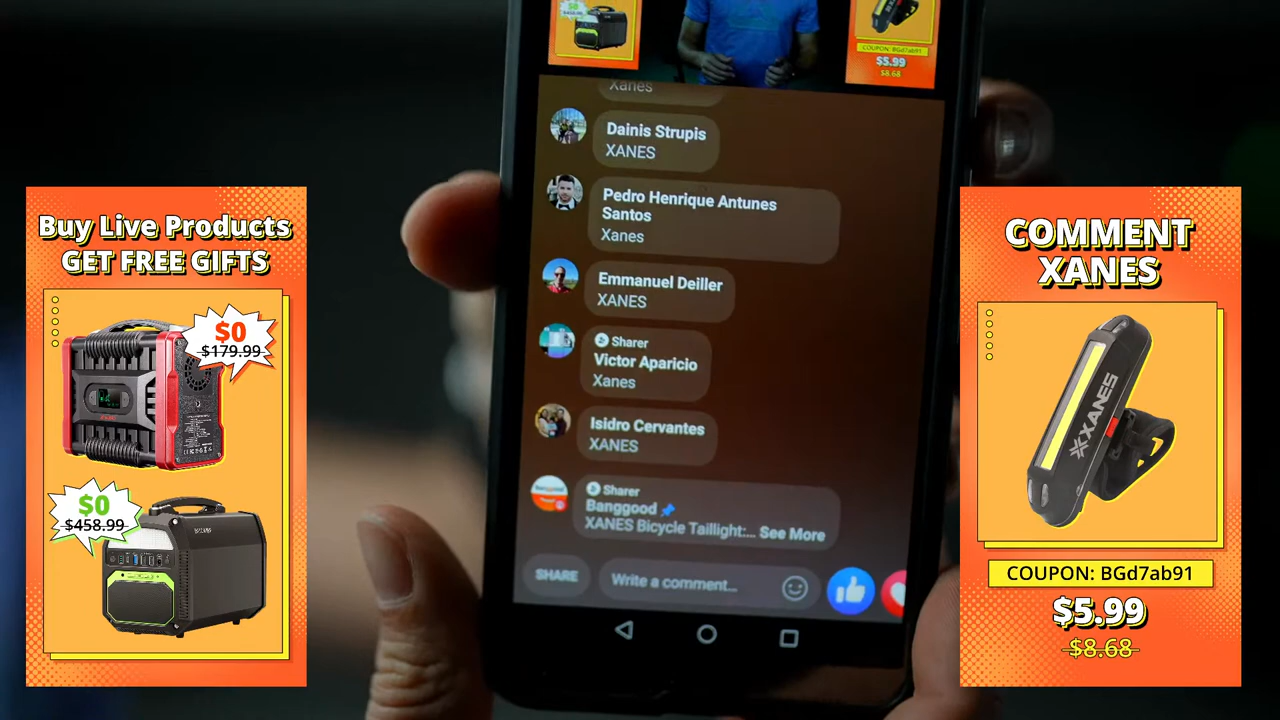 Buy Live Products
GET FREE GIFTS
$0
$179.99
$0
$458.99
$5.99
$8.68
COUPON: BGd7ab91
Xanes
Dainis Strupis
XANES
Pedro Henrique Antunes
Santos
Xanes
Emmanuel Deiller
XANES
Sharer
Victor Aparicio
Xanes
Isidro Cervantes
XANES
Sharer
Banggood
XANES Bicycle Taillight:... See More
SHARE
Write a comment...
COMMENT
XANES
XANES
COUPON: BGd7ab91
$5.99
$8.68